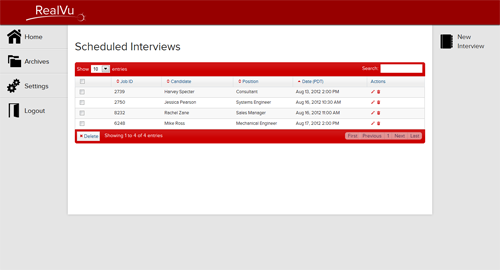 RealVu
Home
Archives
Settings
Logout
New
Interview
Scheduled Interviews
Show 10 entries Search:
Job ID Candidate Position Date (PDT) Actions
2739 Harvey Specter Consultant Aug 13, 2012 2:00 PM
2750 Jessica Pearson Systems Engineer Aug 16, 2012 10:30 AM
8232 Rachel Zane Sales Manager Aug 16, 2012 11:00 AM
6248 Mike Ross Mechanical Engineer Aug 17, 2012 2:00 PM
Delete Showing 1 to 4 of 4 entries First Previous 1 Next Last